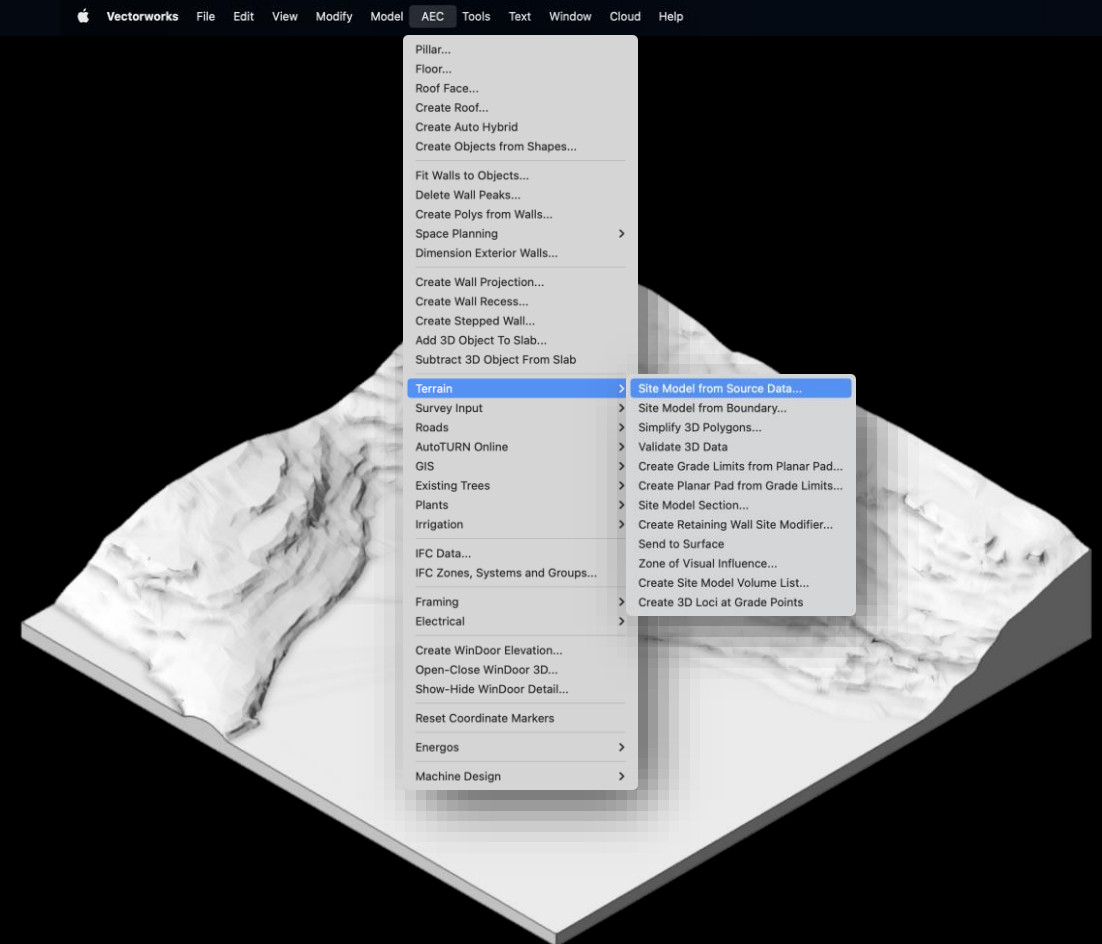 Vectorworks File Edit View Modify Model AEC Tools Text Window Cloud Help
Pillar...
Floor...
Roof Face...
Create Roof...
Create Auto Hybrid
Create Objects from Shapes...
Fit Walls to Objects...
Delete Wall Peaks...
Create Polys from Walls...
Space Planning
Dimension Exterior Walls...
Create Wall Projection...
Create Wall Recess...
Create Stepped Wall...
Add 3D Object To Slab...
Subtract 3D Object From Slab
Terrain
Survey Input
Roads
AutoTURN Online
GIS
Existing Trees
Plants
Irrigation
IFC Data...
IFC Zones, Systems and Groups...
Framing
Electrical
Create WinDoor Elevation...
Open-Close WinDoor 3D...
Show-Hide WinDoor Detail...
Reset Coordinate Markers
Energos
Machine Design
Site Model from Source Data...
Site Model from Boundary...
Simplify 3D Polygons...
Validate 3D Data
Create Grade Limits from Planar Pad...
Create Planar Pad from Grade Limits...
Site Model Section...
Create Retaining Wall Site Modifier...
Send to Surface
Zone of Visual Influence...
Create Site Model Volume List...
Create 3D Loci at Grade Points